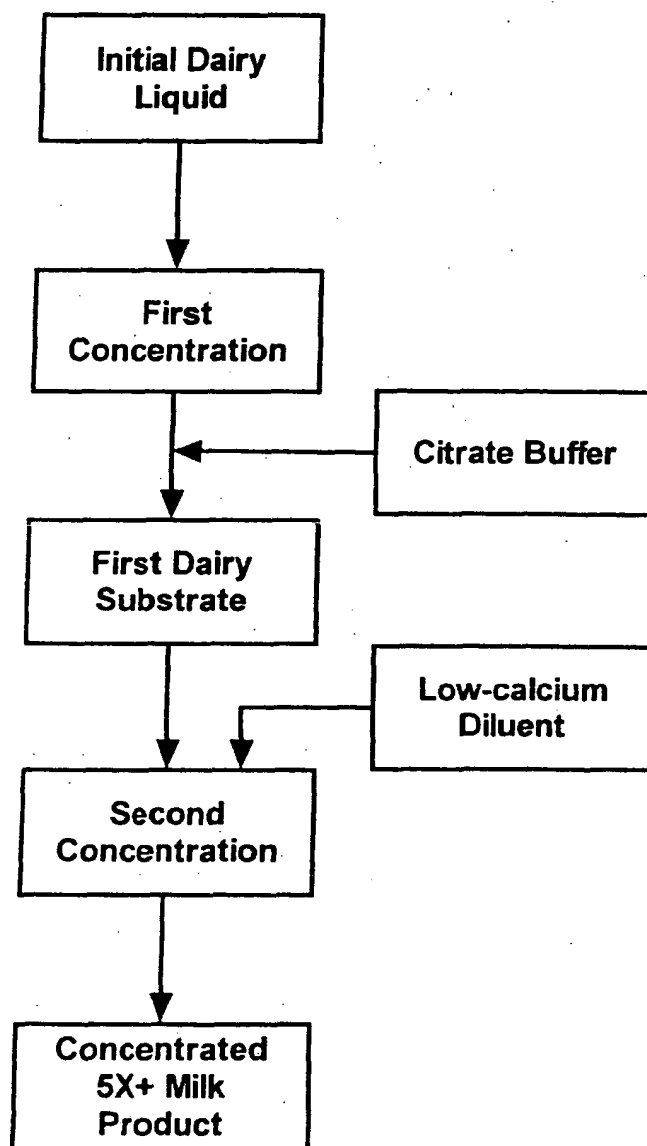 Initial Dairy
Liquid
First
Concentration
Citrate Buffer
First Dairy
Substrate
Low-calcium
Diluent
Second
Concentration
Concentrated
5X+ Milk
Product